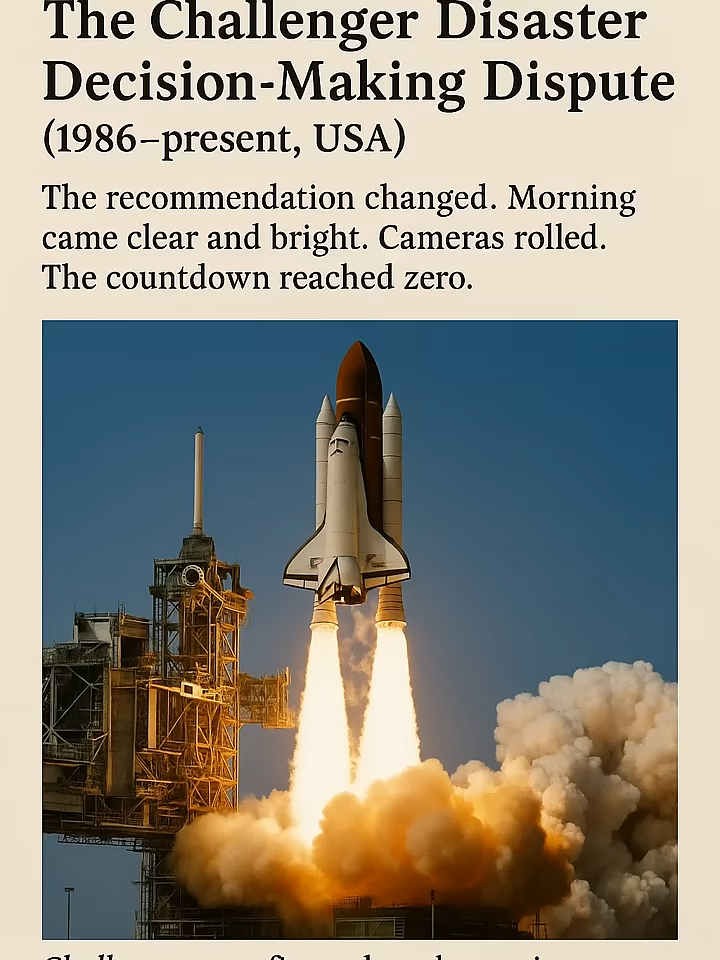 The Challenger Disaster
Decision-Making Dispute
(1986–present, USA)
The recommendation changed. Morning
came clear and bright. Cameras rolled.
The countdown reached zero.